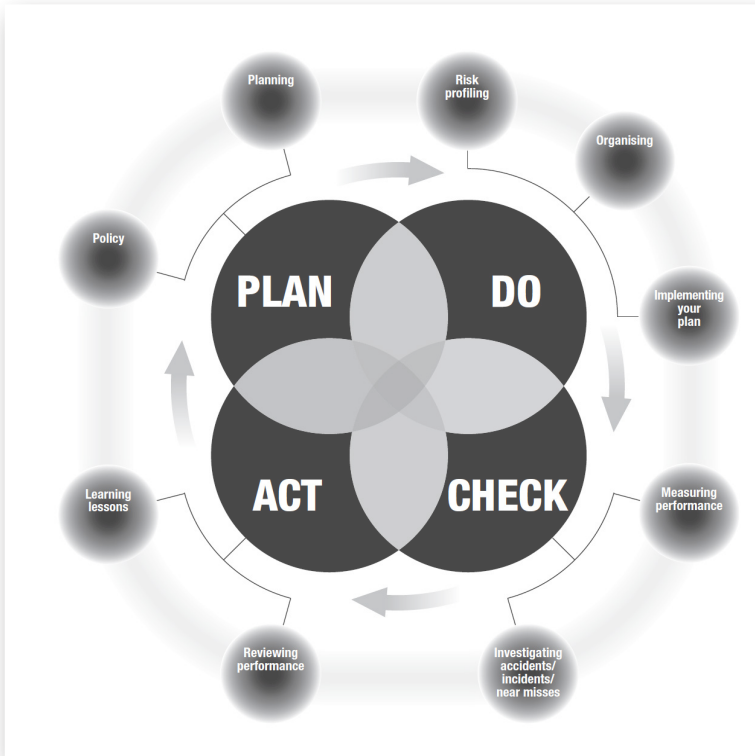 Planning
Risk
profiling
Organising
Policy
PLAN
DO
Implementing
your
plan
ACT
CHECK
Learning
lessons
Measuring
performance
Reviewing
performance
Investigating
accidents/
incidents/
near misses